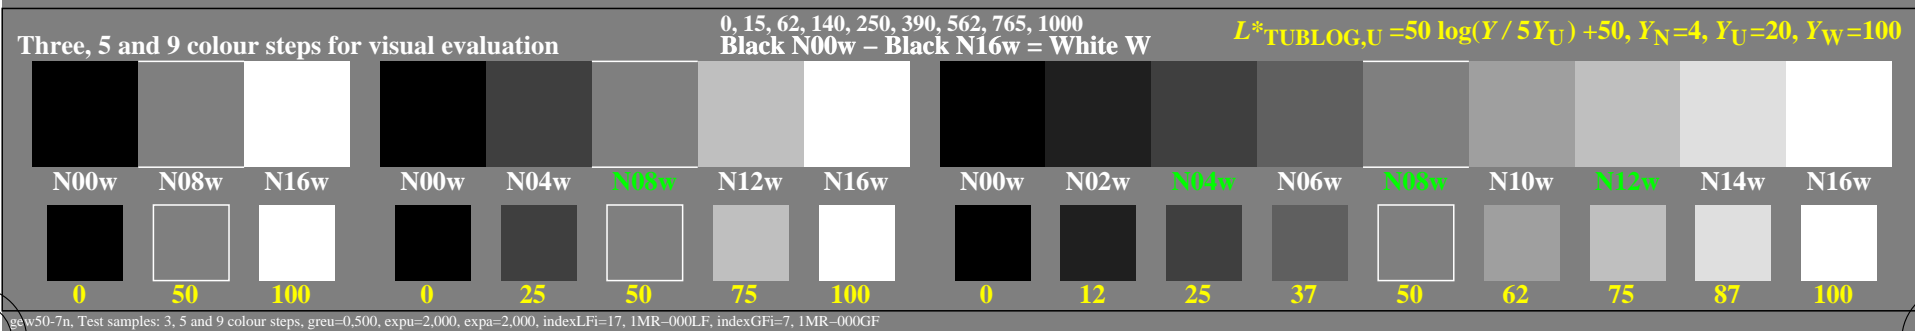 0, 15, 62, 140, 250, 390, 562, 765, 1000
Three, 5 and 9 colour steps for visual evaluation
Black N00w – Black N16w = White W
L*TUBLOG,U =50 log(Y / 5YU) +50, YN=4, YU=20, YW=100
N00w N08w N16w N00w N04w N08w N12w N16w N00w N02w N04w N06w N08w N10w N12w N14w N16w
0 50 100 0 25 50 75 100 0 12 25 37 50 62 75 87 100
gew50-7n, Test samples: 3, 5 and 9 colour steps, greu=0,500, expu=2,000, expa=2,000, indexLFi=17, 1MR–000LF, indexGFi=7, 1MR–000GF